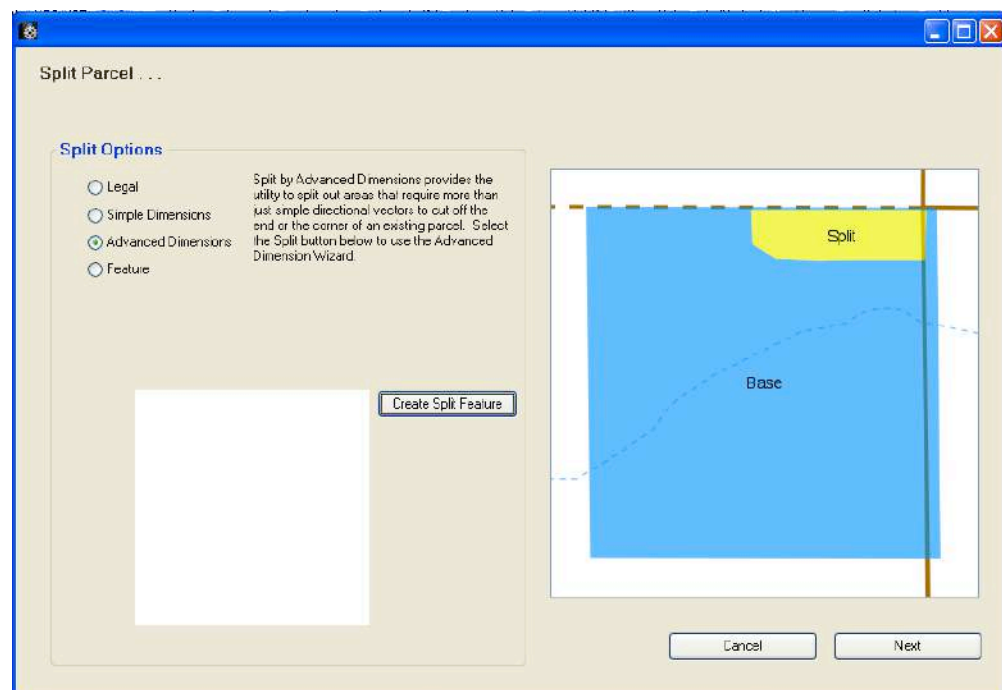 Split Parcel . . .
Split Options
Legal
Simple Dimensions
Advanced Dimensions
Feature
Split by Advanced Dimensions provides the
utility to split out areas that require more than
just simple directional vectors to cut off the
end or the corner of an existing parcel. Select
the Split button below to use the Advanced
Dimension Wizard.
Create Split Feature
Split
Base
Cancel
Next